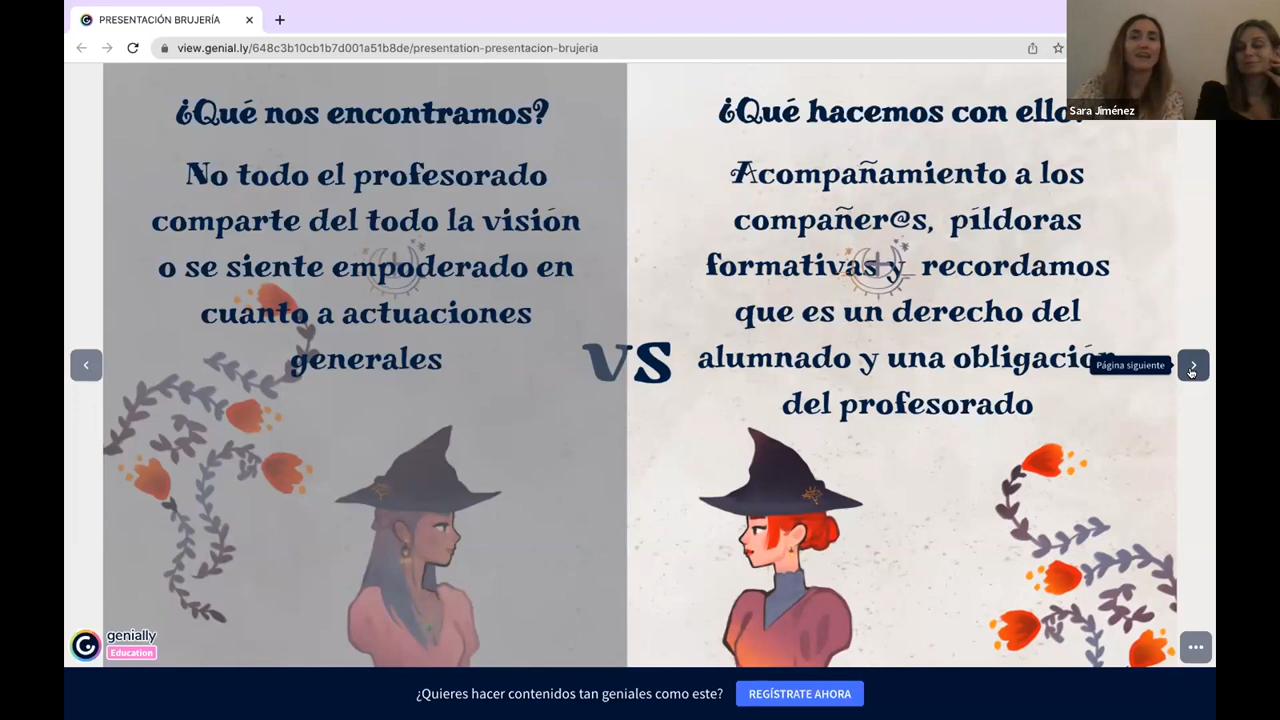 PRESENTACIÓN BRUJERÍA
view.genial.ly/648c3b10cb1b7d001a51b8de/presentation-presentacion-brujeria
Sara Jiménez
¿Qué nos encontramos?
No todo el profesorado
comparte del todo la visión
o se siente empoderado en
cuanto a actuaciones
generales
vs
¿Qué hacemos con ello?
Acompañamiento a los
compañer@s, píldoras
formativas y recordamos
que es un derecho del
alumnado y una obligación
del profesorado
Página siguiente
genially
Education
¿Quieres hacer contenidos tan geniales como este?
REGÍSTRATE AHORA